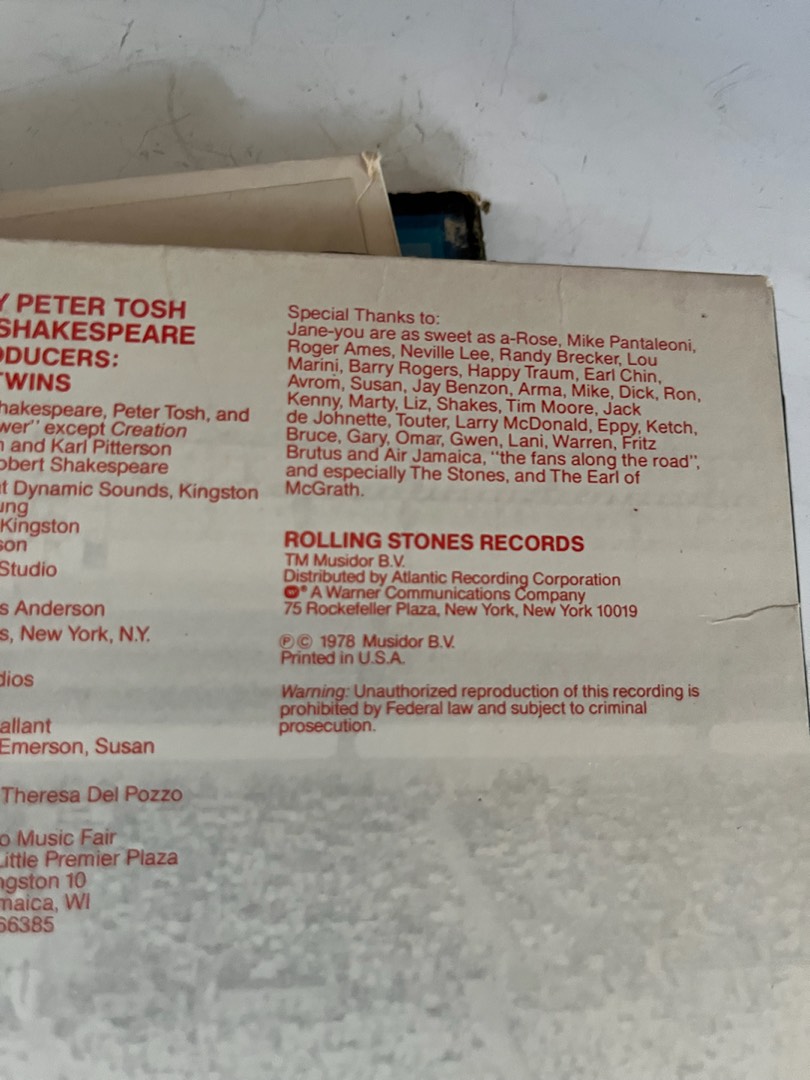 Y PETER TOSH
SHAKESPEARE
DUCERS:
TWINS
hakespeare, Peter Tosh, and
wer" except Creation
n and Karl Pitterson
obert Shakespeare
t Dynamic Sounds, Kingston
ung
Kingston
son
Studio
s Anderson
s, New York, N.Y.
dios
allant
Emerson, Susan
Theresa Del Pozzo
o Music Fair
Little Premier Plaza
ngston 10
maica, WI
66385
Special Thanks to:
Jane-you are as sweet as a-Rose, Mike Pantaleoni,
Roger Ames, Neville Lee, Randy Brecker, Lou
Marini, Barry Rogers, Happy Traum, Earl Chin,
Avrom, Susan, Jay Benzon, Arma, Mike, Dick, Ron,
Kenny, Marty, Liz, Shakes, Tim Moore, Jack
de Johnette, Touter, Larry McDonald, Eppy, Ketch,
Bruce, Gary, Omar, Gwen, Lani, Warren, Fritz
Brutus and Air Jamaica, "the fans along the road",
and especially The Stones, and The Earl of
McGrath.
ROLLING STONES RECORDS
TM Musidor B.V.
Distributed by Atlantic Recording Corporation
® A Warner Communications Company
75 Rockefeller Plaza, New York, New York 10019
℗ © 1978 Musidor B.V.
Printed in U.S.A.
Warning: Unauthorized reproduction of this recording is
prohibited by Federal law and subject to criminal
prosecution.